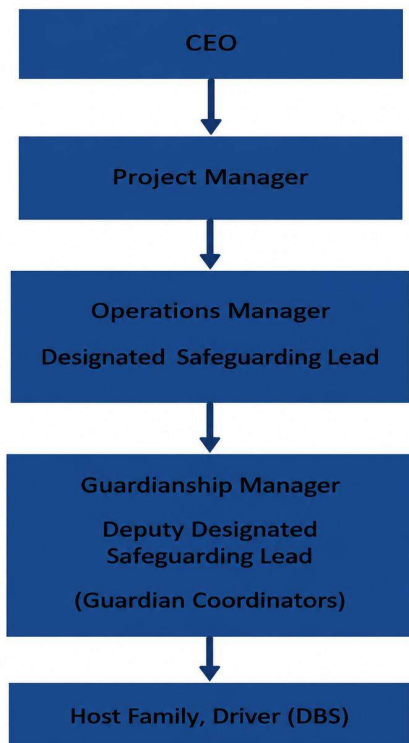 CEO
Project Manager
Operations Manager
Designated Safeguarding Lead
Guardianship Manager
Deputy Designated
Safeguarding Lead
(Guardian Coordinators)
Host Family, Driver (DBS)